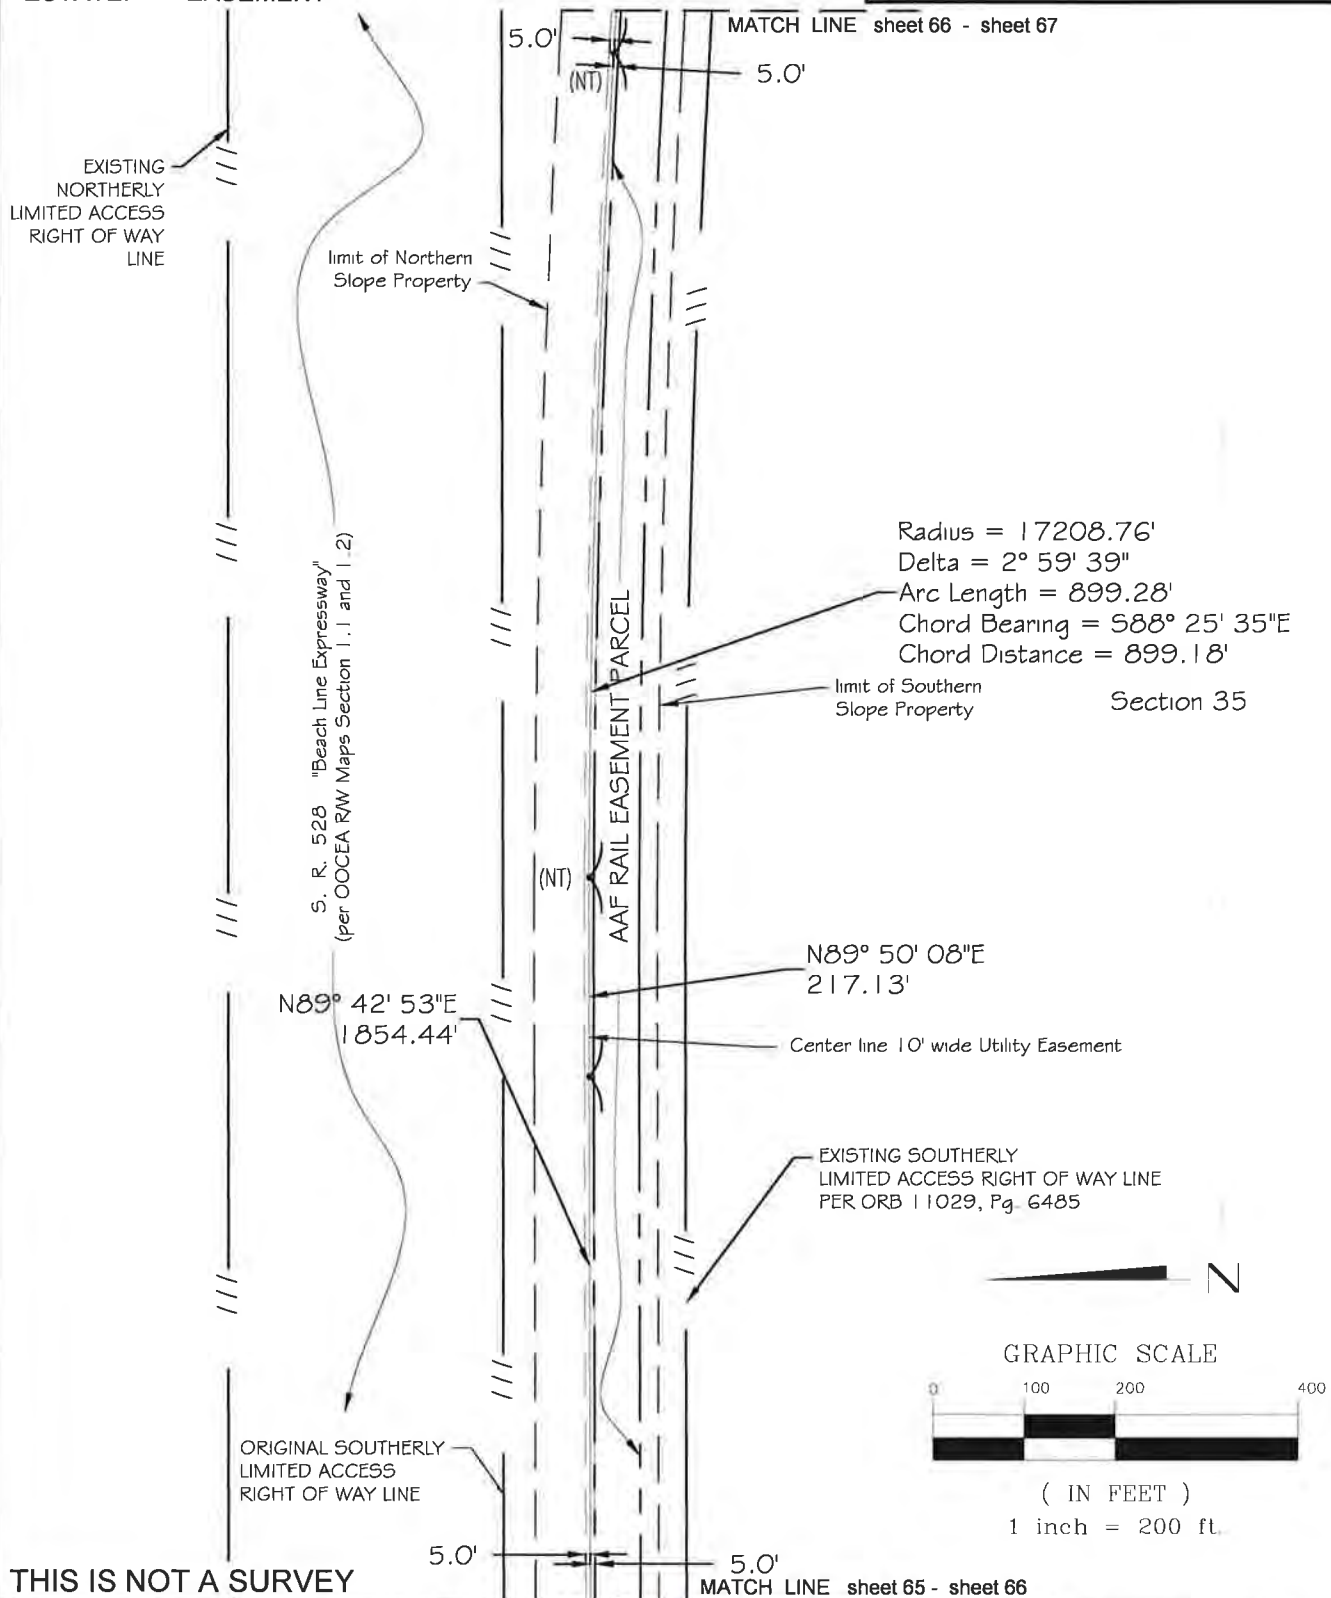 MATCH LINE sheet 66 - sheet 67
5.0'
5.0'
(NT)
EXISTING
NORTHERLY
LIMITED ACCESS
RIGHT OF WAY
LINE
limit of Northern
Slope Property
Radius = 17208.76'
Delta = 2° 59' 39"
Arc Length = 899.28'
Chord Bearing = S88° 25' 35"E
Chord Distance = 899.18'
limit of Southern
Slope Property
Section 35
S. R. 528 "Beach Line Expressway"
(per OOCEA R/W Maps Section 1.1 and 1.2)
AAF RAIL EASEMENT PARCEL
(NT)
N89° 50' 08"E
217.13'
N89° 42' 53"E
1854.44'
Center line 10' wide Utility Easement
EXISTING SOUTHERLY
LIMITED ACCESS RIGHT OF WAY LINE
PER ORB 11029, Pg. 6485
N
GRAPHIC SCALE
0 100 200 400
( IN FEET )
1 inch = 200 ft.
ORIGINAL SOUTHERLY
LIMITED ACCESS
RIGHT OF WAY LINE
5.0'
5.0'
THIS IS NOT A SURVEY
MATCH LINE sheet 65 - sheet 66